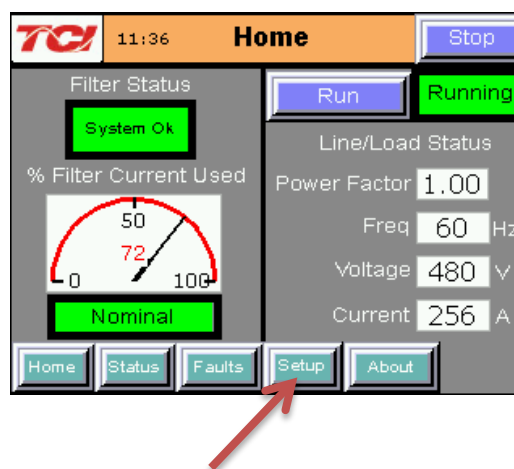 TCI 11:36 Home Stop
Filter Status
System Ok
% Filter Current Used
50
72
0 100
Nominal
Run Running
Line/Load Status
Power Factor 1.00
Freq 60 Hz
Voltage 480 V
Current 256 A
Home Status Faults Setup About